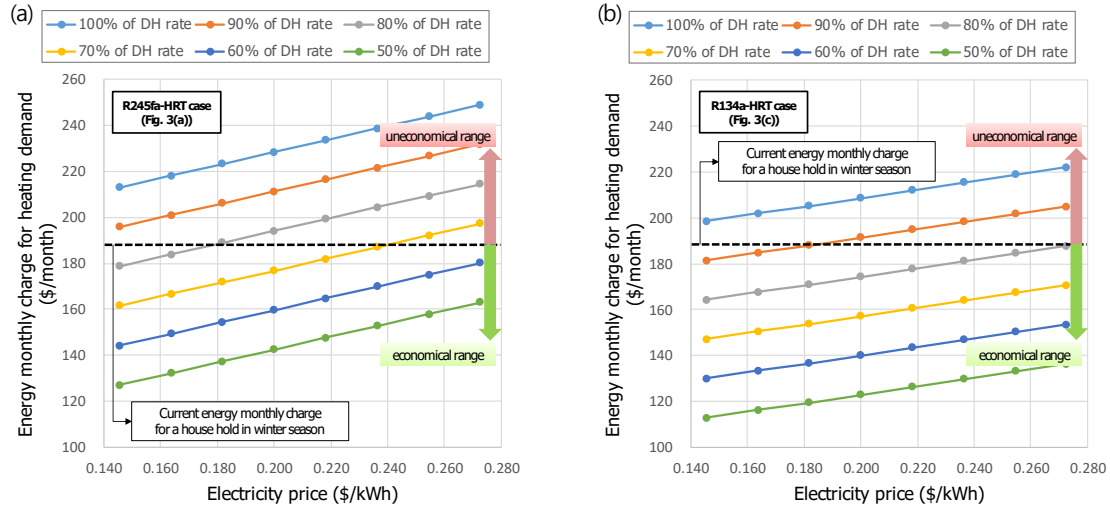 (a)
100% of DH rate 90% of DH rate 80% of DH rate
70% of DH rate 60% of DH rate 50% of DH rate
Energy monthly charge for heating demand
($/month)
260
240
220
200
180
160
140
120
100
R245fa-HRT case
(Fig. 3(a))
uneconomical range
economical range
Current energy monthly charge
for a house hold in winter season
0.140 0.160 0.180 0.200 0.220 0.240 0.260 0.280
Electricity price ($/kWh)
(b)
100% of DH rate 90% of DH rate 80% of DH rate
70% of DH rate 60% of DH rate 50% of DH rate
Energy monthly charge for heating demand
($/month)
260
240
220
200
180
160
140
120
100
R134a-HRT case
(Fig. 3(c))
uneconomical range
Current energy monthly charge
for a house hold in winter season
economical range
0.140 0.160 0.180 0.200 0.220 0.240 0.260 0.280
Electricity price ($/kWh)